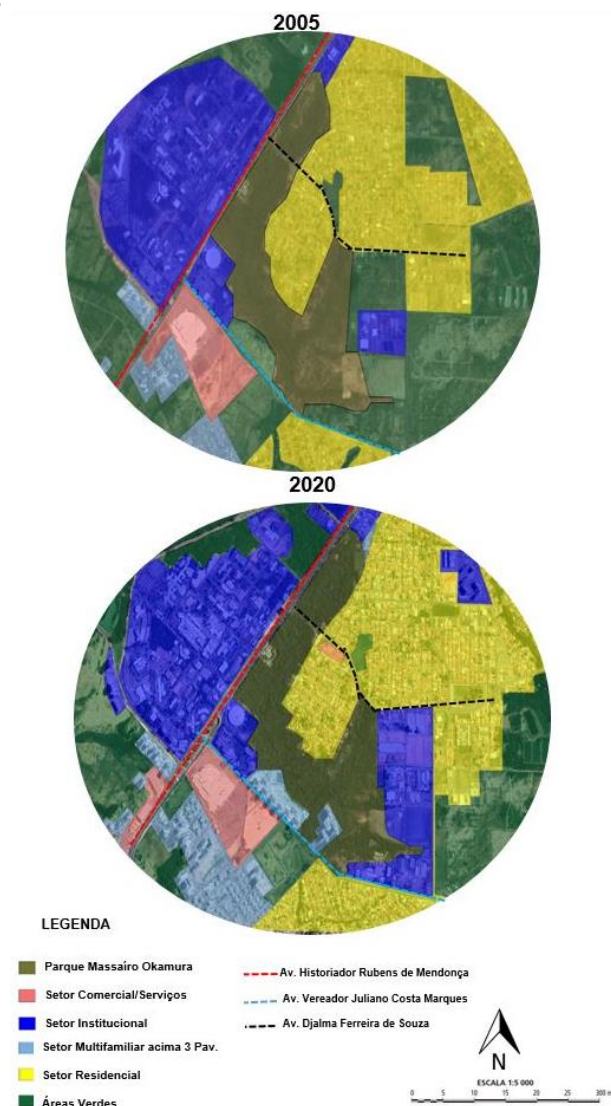 2005
2020
LEGENDA
Parque Massaíro Okamura
Setor Comercial/Serviços
Setor Institucional
Setor Multifamiliar acima 3 Pav.
Setor Residencial
Áreas Verdes
Av. Historiador Rubens de Mendonça
Av. Vereador Juliano Costa Marques
Av. Djalma Ferreira de Souza
N
ESCALA 1:5 000
0 5 10 15 20 25 300 m